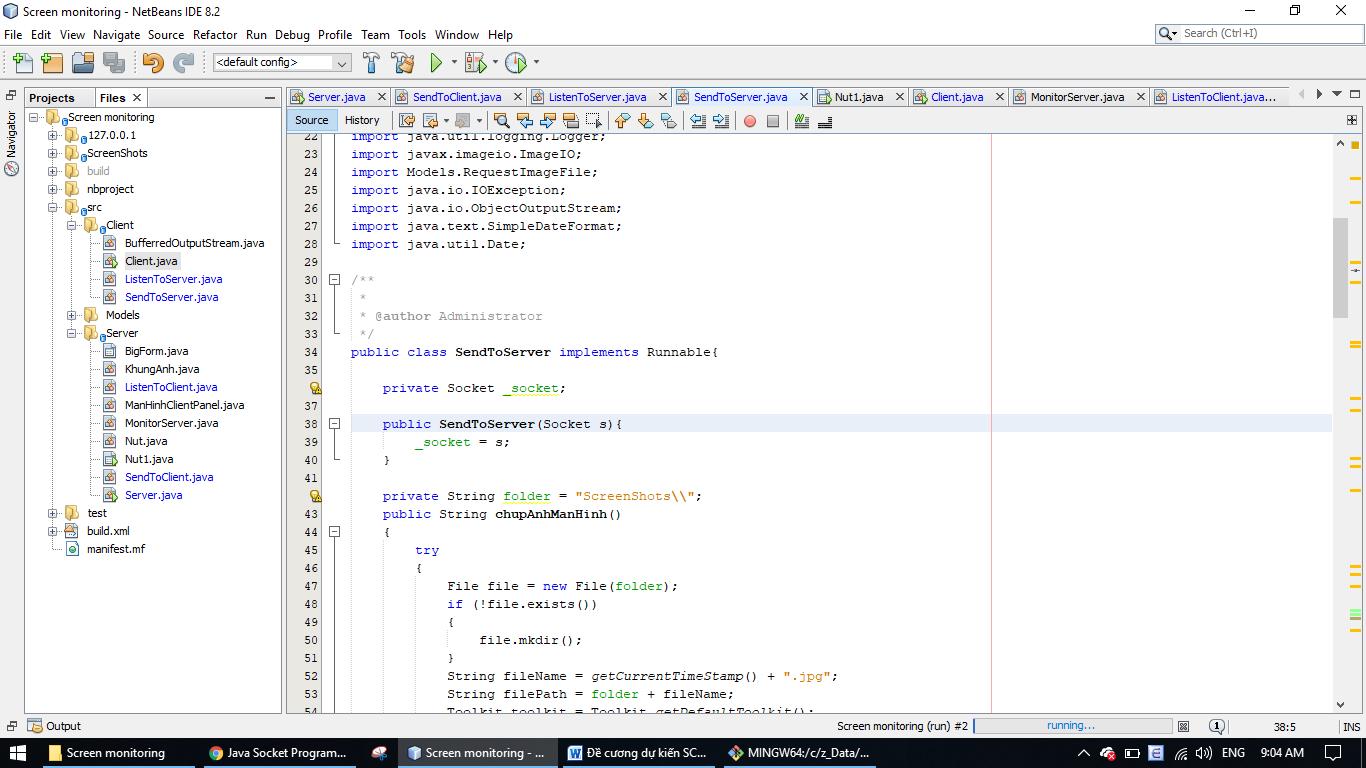 Screen monitoring - NetBeans IDE 8.2
File Edit View Navigate Source Refactor Run Debug Profile Team Tools Window Help
Search (Ctrl+I)
<default config>
Projects Files
Navigator
Screen monitoring
127.0.0.1
ScreenShots
build
nbproject
src
Client
BufferredOutputStream.java
Client.java
ListenToServer.java
SendToServer.java
Models
Server
BigForm.java
KhungAnh.java
ListenToClient.java
ManHinhClientPanel.java
MonitorServer.java
Nut.java
Nut1.java
SendToClient.java
Server.java
test
build.xml
manifest.mf
Server.java SendToClient.java ListenToServer.java SendToServer.java Nut1.java Client.java MonitorServer.java ListenToClient.java...
Source History
22 import java.util.logging.Logger;
23 import javax.imageio.ImageIO;
24 import Models.RequestImageFile;
25 import java.io.IOException;
26 import java.io.ObjectOutputStream;
27 import java.text.SimpleDateFormat;
28 import java.util.Date;
29
30 /**
31 *
32 * @author Administrator
33 */
34 public class SendToServer implements Runnable{
35
private Socket _socket;
37
38 public SendToServer(Socket s){
39 _socket = s;
40 }
41
private String folder = "ScreenShots\\";
43 public String chupAnhManHinh()
44 {
45 try
46 {
47 File file = new File(folder);
48 if (!file.exists())
49 {
50 file.mkdir();
51 }
52 String fileName = getCurrentTimeStamp() + ".jpg";
53 String filePath = folder + fileName;
54 Toolkit toolkit = Toolkit.getDefaultToolkit();
Output
Screen monitoring (run) #2 running... 1 38:5 INS
Screen monitoring Java Socket Program... Screen monitoring - ... Đề cương dự kiến SC... MINGW64:/c/z_Data/... ENG 9:04 AM